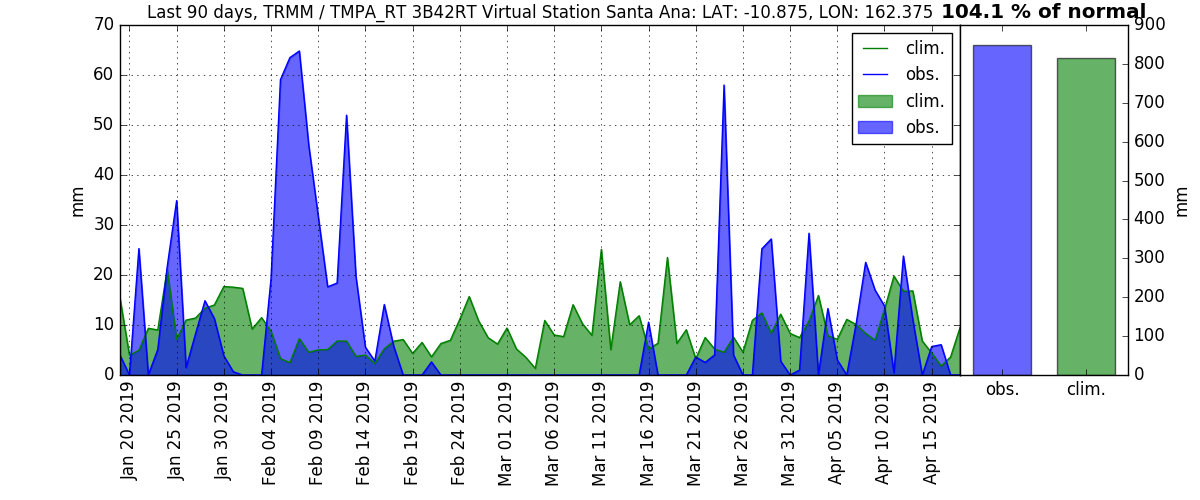 Last 90 days, TRMM / TMPA_RT 3B42RT Virtual Station Santa Ana: LAT: -10.875, LON: 162.375 104.1 % of normal
clim.
obs.
clim.
obs.
mm
70
60
50
40
30
20
10
0
Jan 20 2019
Jan 25 2019
Jan 30 2019
Feb 04 2019
Feb 09 2019
Feb 14 2019
Feb 19 2019
Feb 24 2019
Mar 01 2019
Mar 06 2019
Mar 11 2019
Mar 16 2019
Mar 21 2019
Mar 26 2019
Mar 31 2019
Apr 05 2019
Apr 10 2019
Apr 15 2019
900
800
700
600
500
400
300
200
100
0
mm
obs. clim.